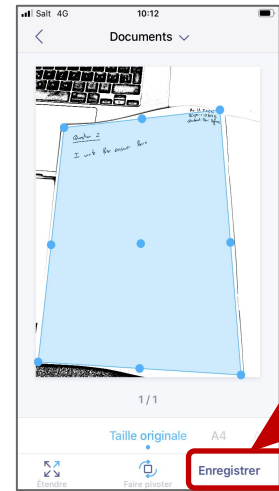 Salt 4G 10:12
Documents
Question 2
I write the answer here
1 / 1
Taille originale A4
Étendre Faire pivoter Enregistrer